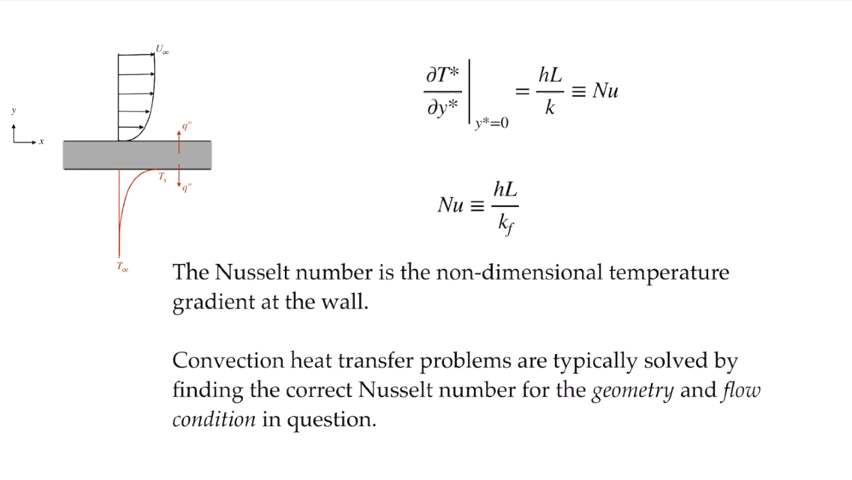 U∞
y
x
q″
T_s
q″
T∞
∂T*/∂y* |_{y*=0} = hL/k ≡ Nu
Nu ≡ hL/k_f
The Nusselt number is the non-dimensional temperature
gradient at the wall.
Convection heat transfer problems are typically solved by
finding the correct Nusselt number for the geometry and flow
condition in question.